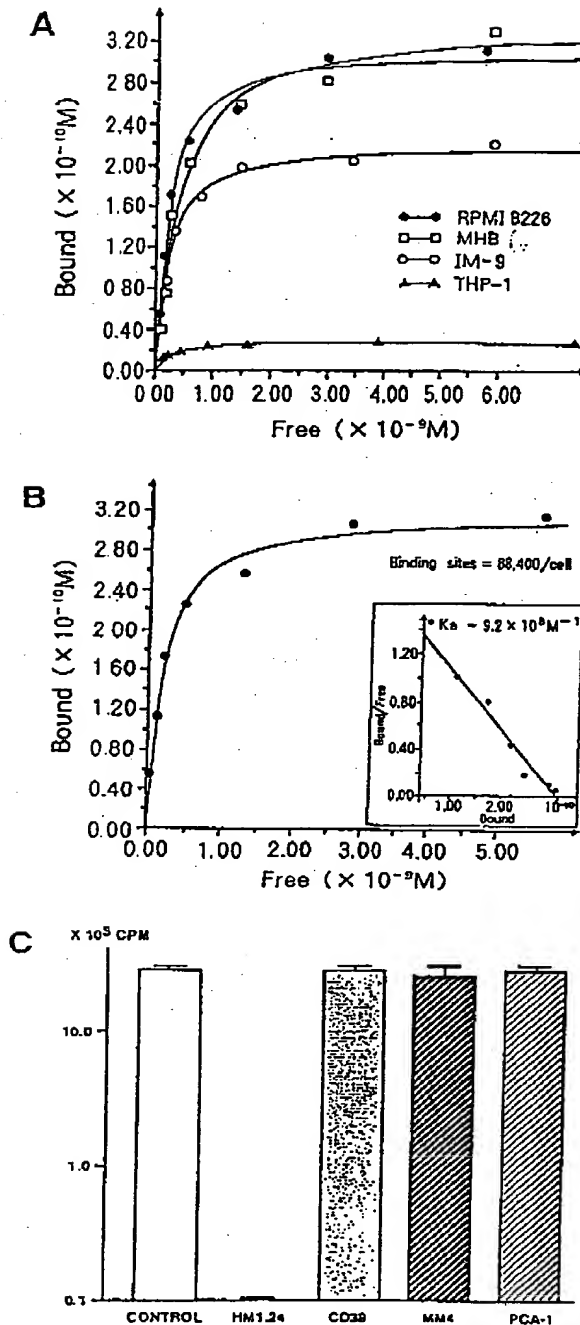 A
3.20
2.80
2.40
2.00
1.60
1.20
0.80
0.40
0.00
Bound (× 10⁻¹⁰M)
RPMI 8226
MHB
IM-9
THP-1
0.00 1.00 2.00 3.00 4.00 5.00 6.00
Free (× 10⁻⁹M)
B
3.20
2.80
2.40
2.00
1.60
1.20
0.80
0.40
0.00
Bound (× 10⁻¹⁰M)
Binding sites = 88,400/cell
Ka = 9.2 × 10⁸M⁻¹
1.20
0.80
0.40
0.00
Bound/Free
1.00 2.00 10⁻¹⁰
Bound
0.00 1.00 2.00 3.00 4.00 5.00
Free (× 10⁻⁹M)
C
× 10⁵ CPM
10.0
1.0
0.1
CONTROL HM1.24 CD38 MM4 PCA-1